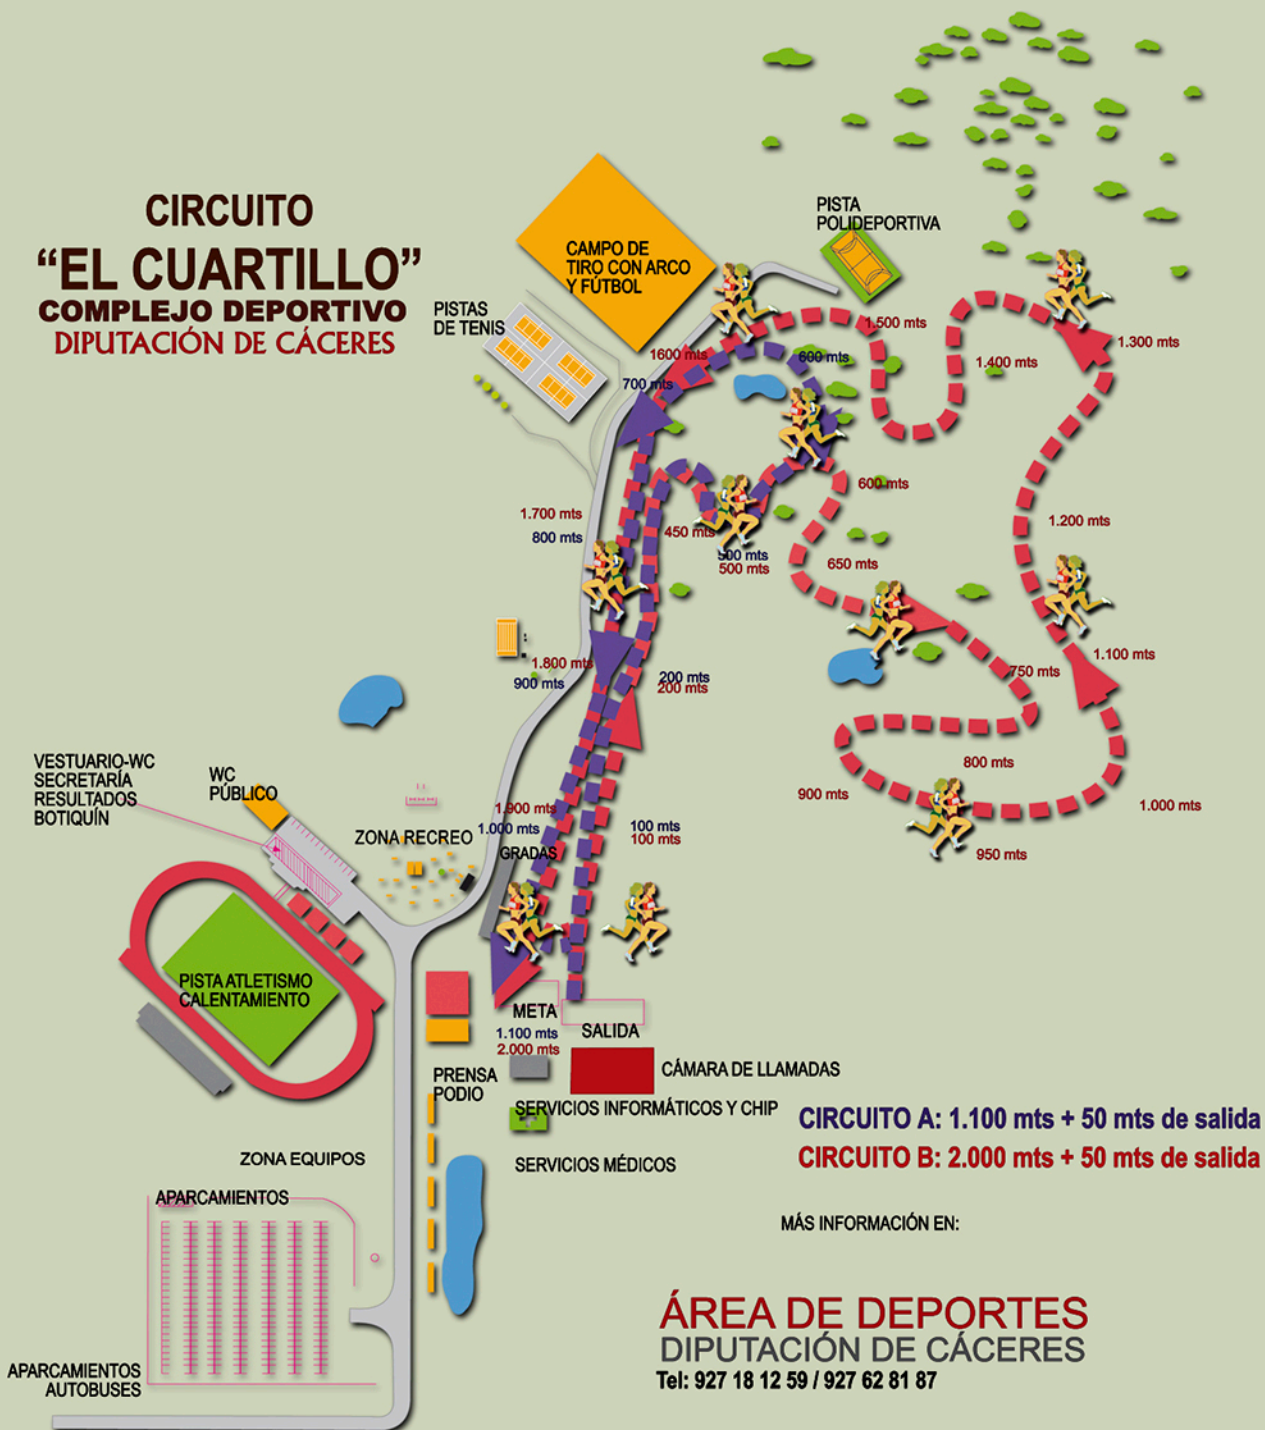 CIRCUITO
“EL CUARTILLO”
COMPLEJO DEPORTIVO
DIPUTACIÓN DE CÁCERES
PISTA
POLIDEPORTIVA
CAMPO DE
TIRO CON ARCO
Y FÚTBOL
PISTAS
DE TENIS
1.500 mts
1.300 mts
1.400 mts
1600 mts
600 mts
700 mts
600 mts
1.700 mts
800 mts
450 mts
500 mts
500 mts
1.200 mts
650 mts
1.100 mts
750 mts
1.800 mts
900 mts
200 mts
200 mts
800 mts
900 mts
1.000 mts
950 mts
VESTUARIO-WC
SECRETARÍA
RESULTADOS
BOTIQUÍN
WC
PÚBLICO
ZONA RECREO
1.900 mts
1.000 mts
GRADAS
100 mts
100 mts
PISTA ATLETISMO
CALENTAMIENTO
META
1.100 mts
2.000 mts
SALIDA
CÁMARA DE LLAMADAS
PRENSA
PODIO
SERVICIOS INFORMÁTICOS Y CHIP
SERVICIOS MÉDICOS
CIRCUITO A: 1.100 mts + 50 mts de salida
CIRCUITO B: 2.000 mts + 50 mts de salida
ZONA EQUIPOS
APARCAMIENTOS
MÁS INFORMACIÓN EN:
ÁREA DE DEPORTES
DIPUTACIÓN DE CÁCERES
Tel: 927 18 12 59 / 927 62 81 87
APARCAMIENTOS
AUTOBUSES